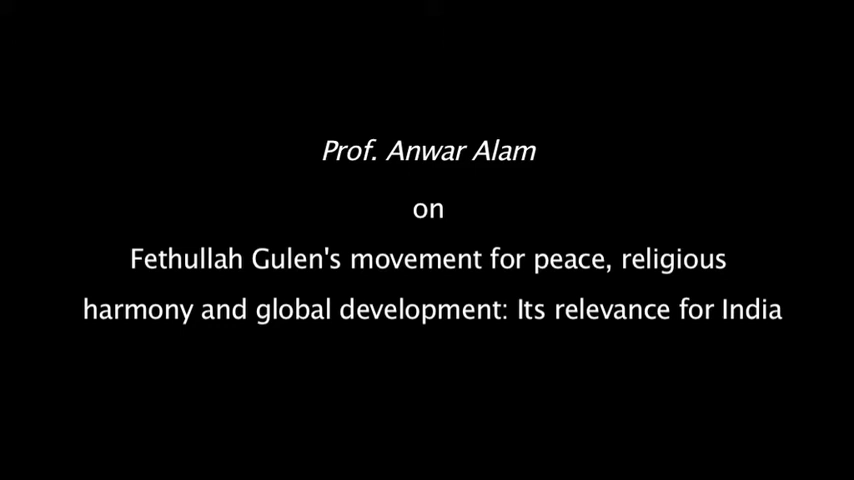 Prof. Anwar Alam
on
Fethullah Gulen's movement for peace, religious
harmony and global development: Its relevance for India